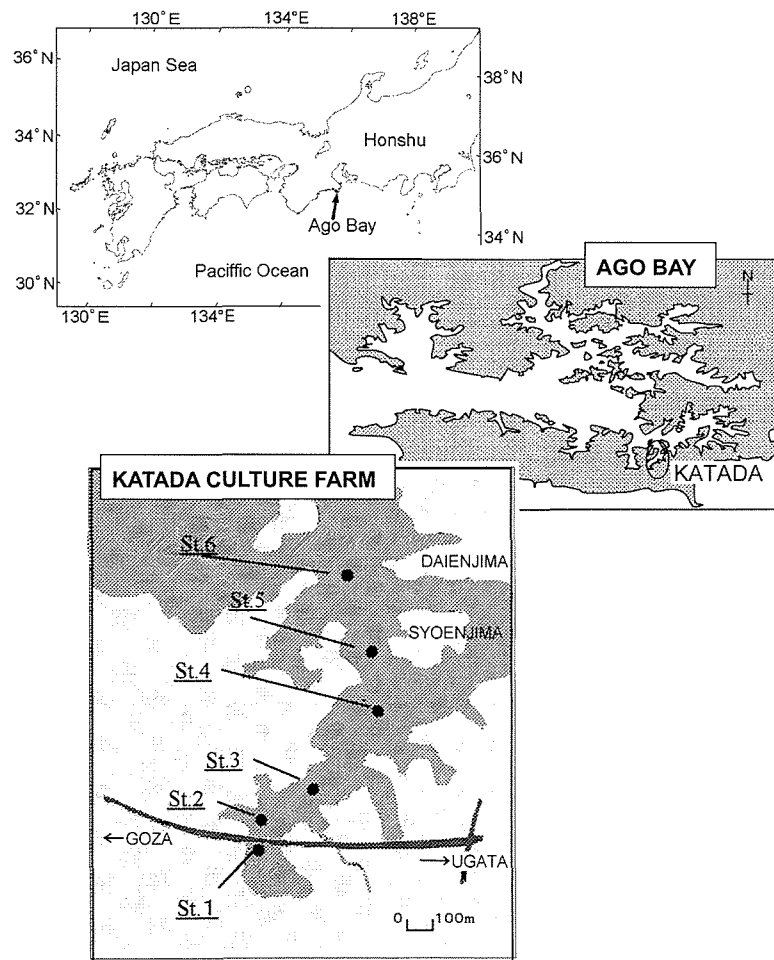 130°E 134°E 138°E
36°N
Japan Sea
38°N
34°N
Honshu
36°N
32°N
Ago Bay
34°N
30°N
Paciffic Ocean
130°E 134°E
AGO BAY
N
KATADA
KATADA CULTURE FARM
St.6
DAIENJIMA
St.5
SYOENJIMA
St.4
St.3
St.2
←GOZA
→UGATA
St.1
0 100m